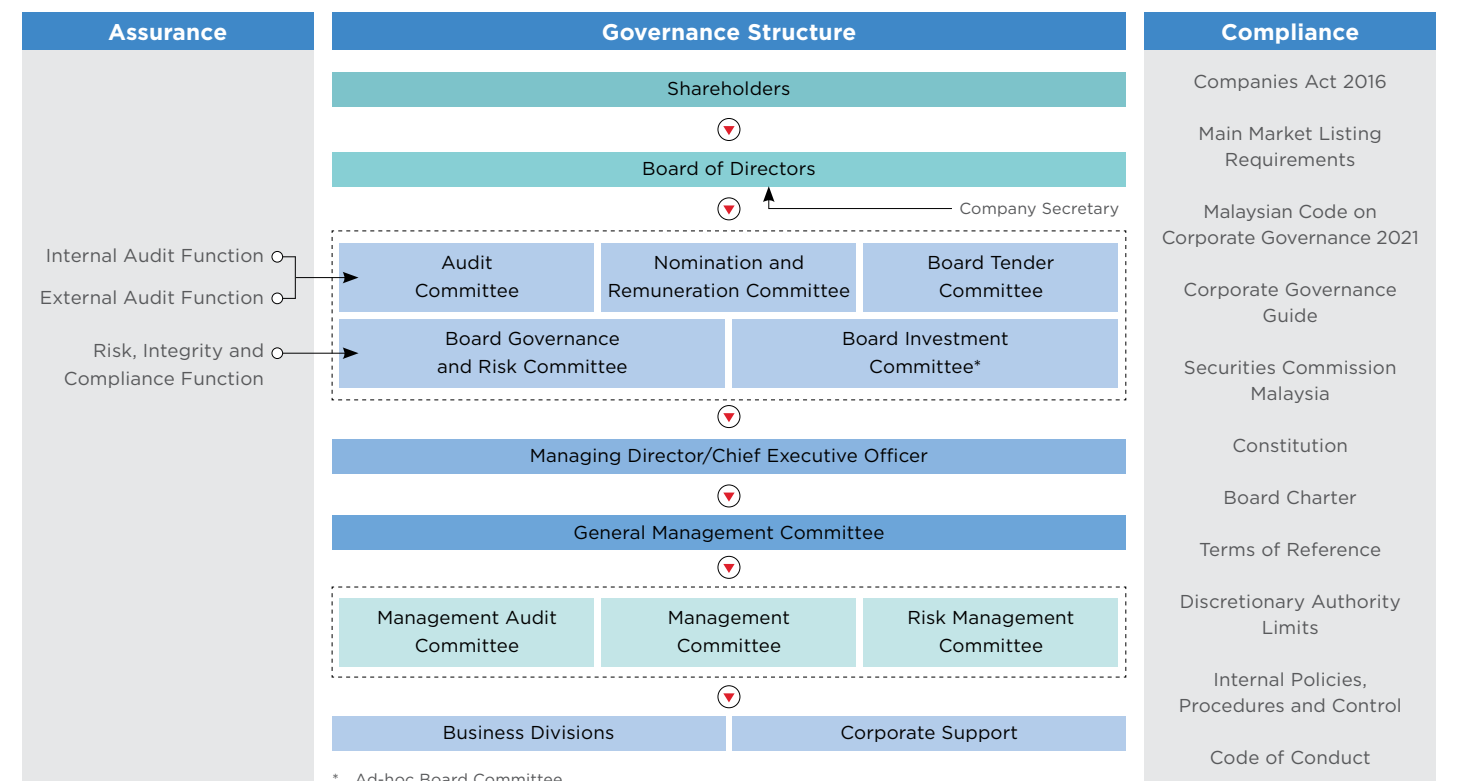 Assurance
Internal Audit Function
External Audit Function
Risk, Integrity and
Compliance Function
Governance Structure
Shareholders
Board of Directors
Company Secretary
Audit
Committee
Nomination and
Remuneration Committee
Board Tender
Committee
Board Governance
and Risk Committee
Board Investment
Committee*
Managing Director/Chief Executive Officer
General Management Committee
Management Audit
Committee
Management
Committee
Risk Management
Committee
Business Divisions
Corporate Support
* Ad-hoc Board Committee
Compliance
Companies Act 2016
Main Market Listing
Requirements
Malaysian Code on
Corporate Governance 2021
Corporate Governance
Guide
Securities Commission
Malaysia
Constitution
Board Charter
Terms of Reference
Discretionary Authority
Limits
Internal Policies,
Procedures and Control
Code of Conduct